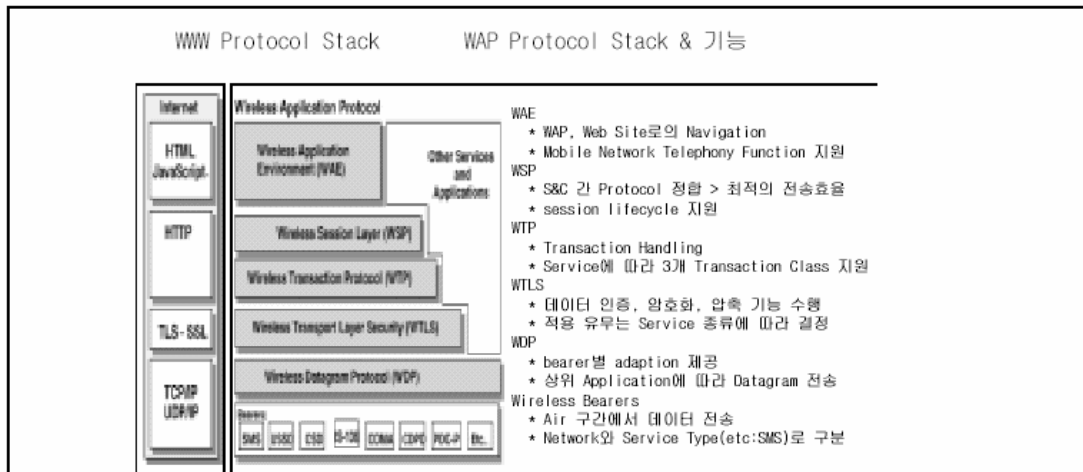 WWW Protocol Stack
WAP Protocol Stack & 기능
Internet
HTML
JavaScript
HTTP
TLS - SSL
TCP/IP
UDP/IP
Wireless Application Protocol
Wireless Application
Environment (WAE)
Other Services
and
Applications
Wireless Session Layer (WSP)
Wireless Transaction Protocol (WTP)
Wireless Transport Layer Security (WTLS)
Wireless Datagram Protocol (WDP)
Bearers:
SMS
USSD
CSD
IS-136
CDMA
CDPD
PDC-P
Etc..
WAE
* WAP, Web Site로의 Navigation
* Mobile Network Telephony Function 지원
WSP
* S&C 간 Protocol 정합 > 최적의 전송효율
* session lifecycle 지원
WTP
* Transaction Handling
* Service에 따라 3개 Transaction Class 지원
WTLS
* 데이터 인증, 암호화, 압축 기능 수행
* 적용 유무는 Service 종류에 따라 결정
WDP
* bearer별 adaption 제공
* 상위 Application에 따라 Datagram 전송
Wireless Bearers
* Air 구간에서 데이터 전송
* Network와 Service Type(etc:SMS)로 구분